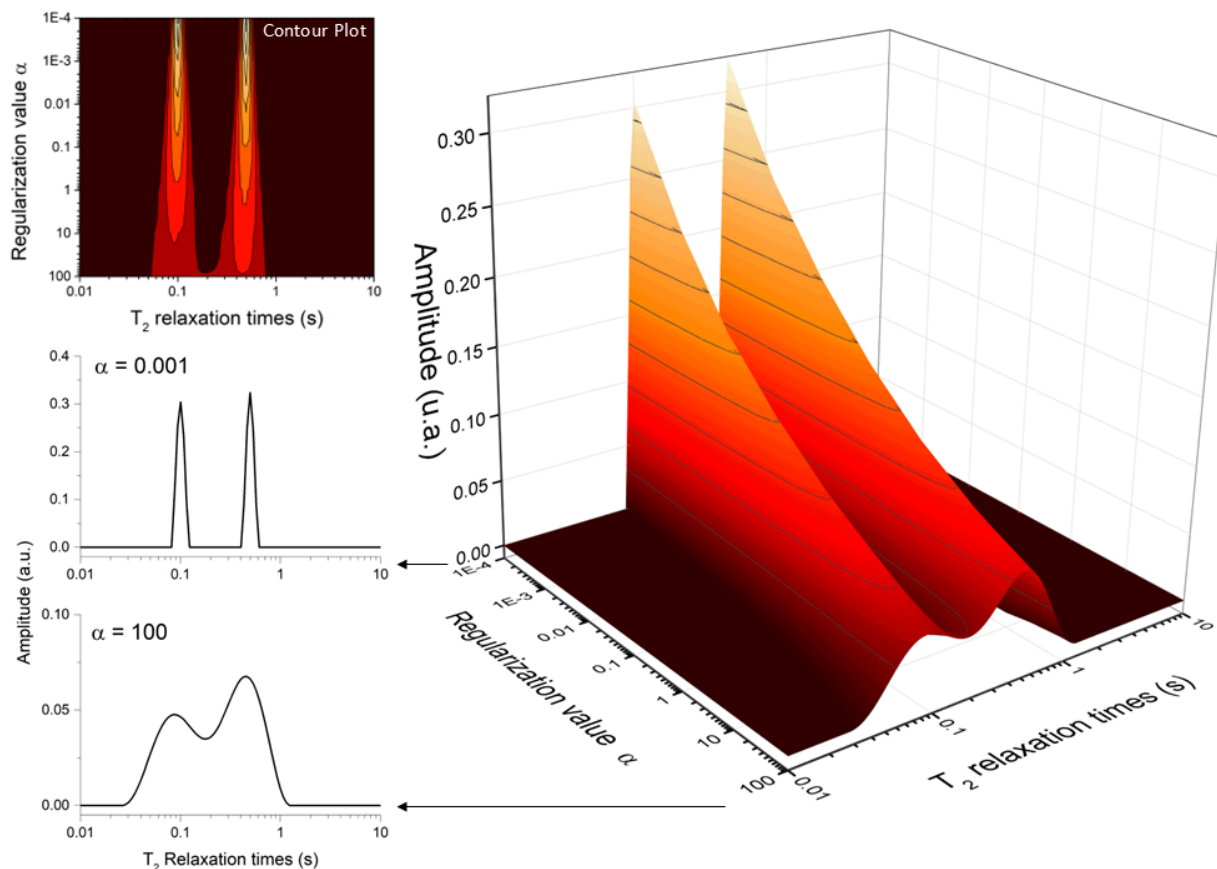 Contour Plot
Regularization value α
1E-4
1E-3
0.01
0.1
1
10
100
0.01
0.1
1
10
T₂ relaxation times (s)
α = 0.001
0.4
0.3
0.2
0.1
0.0
0.01
0.1
1
10
Amplitude (a.u.)
α = 100
0.10
0.05
0.00
0.01
0.1
1
10
T₂ Relaxation times (s)
Amplitude (u.a.)
0.30
0.25
0.20
0.15
0.10
0.05
0.00
1E-4
1E-3
0.01
0.1
1
10
100
Regularization value α
0.01
0.1
1
10
T₂ relaxation times (s)